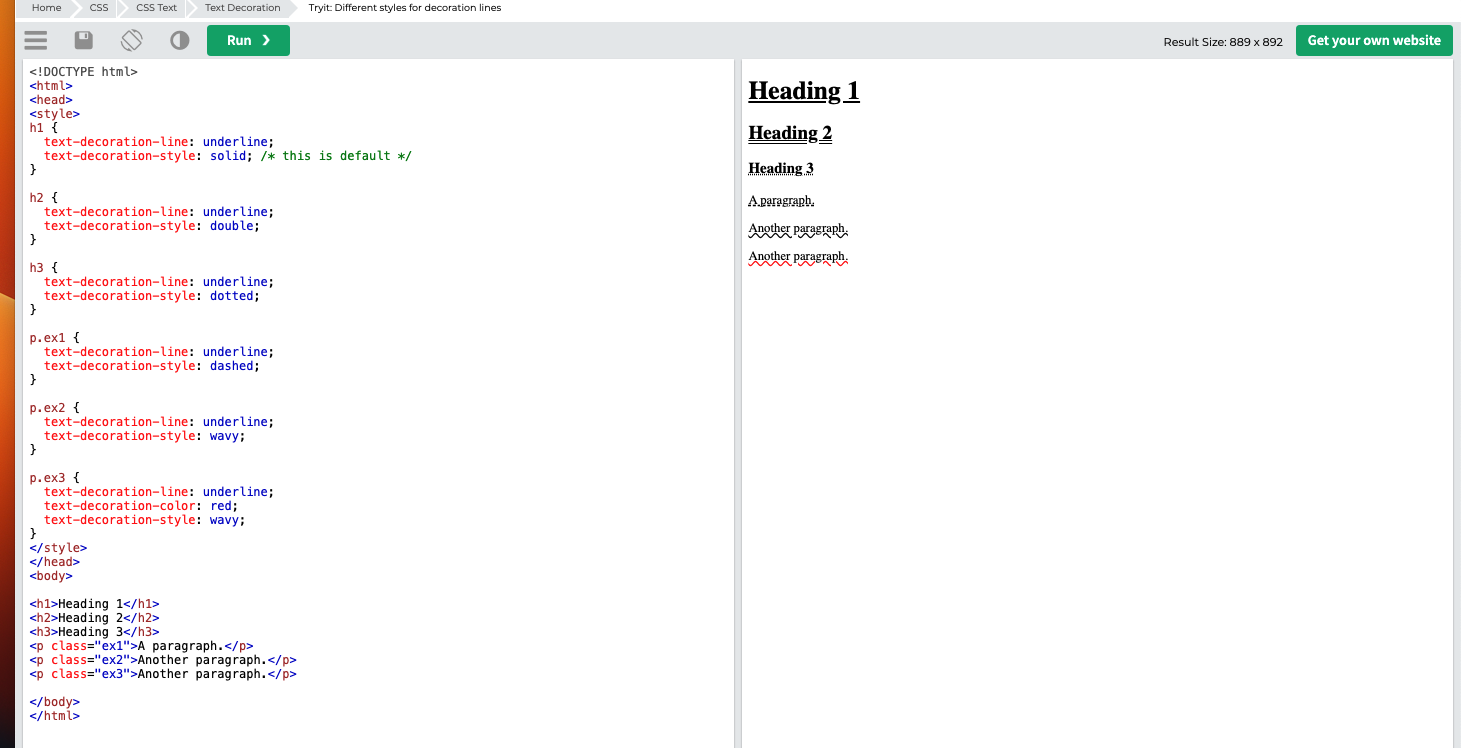 Home CSS CSS Text Text Decoration Tryit: Different styles for decoration lines
Run ❯ Result Size: 889 x 892 Get your own website
<!DOCTYPE html>
<html>
<head>
<style>
h1 {
  text-decoration-line: underline;
  text-decoration-style: solid; /* this is default */
}

h2 {
  text-decoration-line: underline;
  text-decoration-style: double;
}

h3 {
  text-decoration-line: underline;
  text-decoration-style: dotted;
}

p.ex1 {
  text-decoration-line: underline;
  text-decoration-style: dashed;
}

p.ex2 {
  text-decoration-line: underline;
  text-decoration-style: wavy;
}

p.ex3 {
  text-decoration-line: underline;
  text-decoration-color: red;
  text-decoration-style: wavy;
}
</style>
</head>
<body>

<h1>Heading 1</h1>
<h2>Heading 2</h2>
<h3>Heading 3</h3>
<p class="ex1">A paragraph.</p>
<p class="ex2">Another paragraph.</p>
<p class="ex3">Another paragraph.</p>

</body>
</html>
Heading 1
Heading 2
Heading 3
A paragraph.
Another paragraph.
Another paragraph.